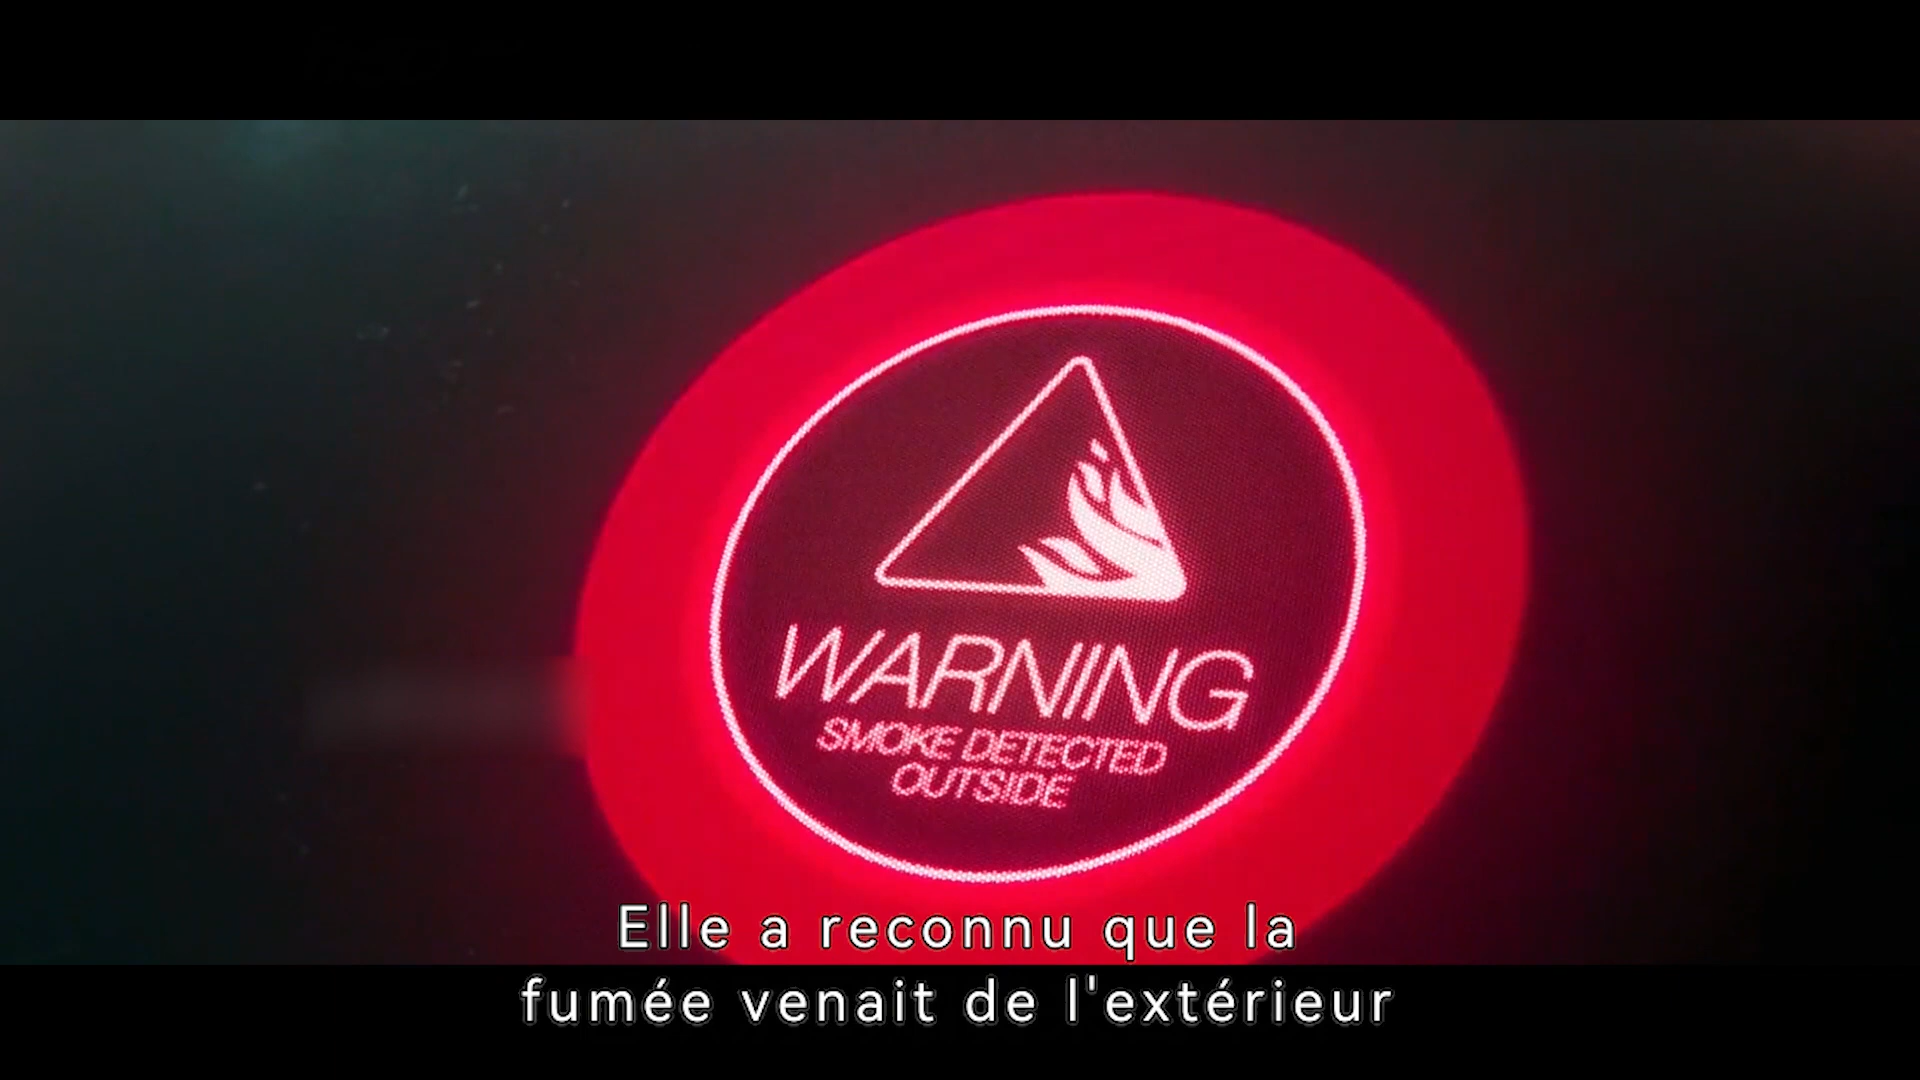 WARNING
SMOKE DETECTED
OUTSIDE
Elle a reconnu que la
fumée venait de l'extérieur